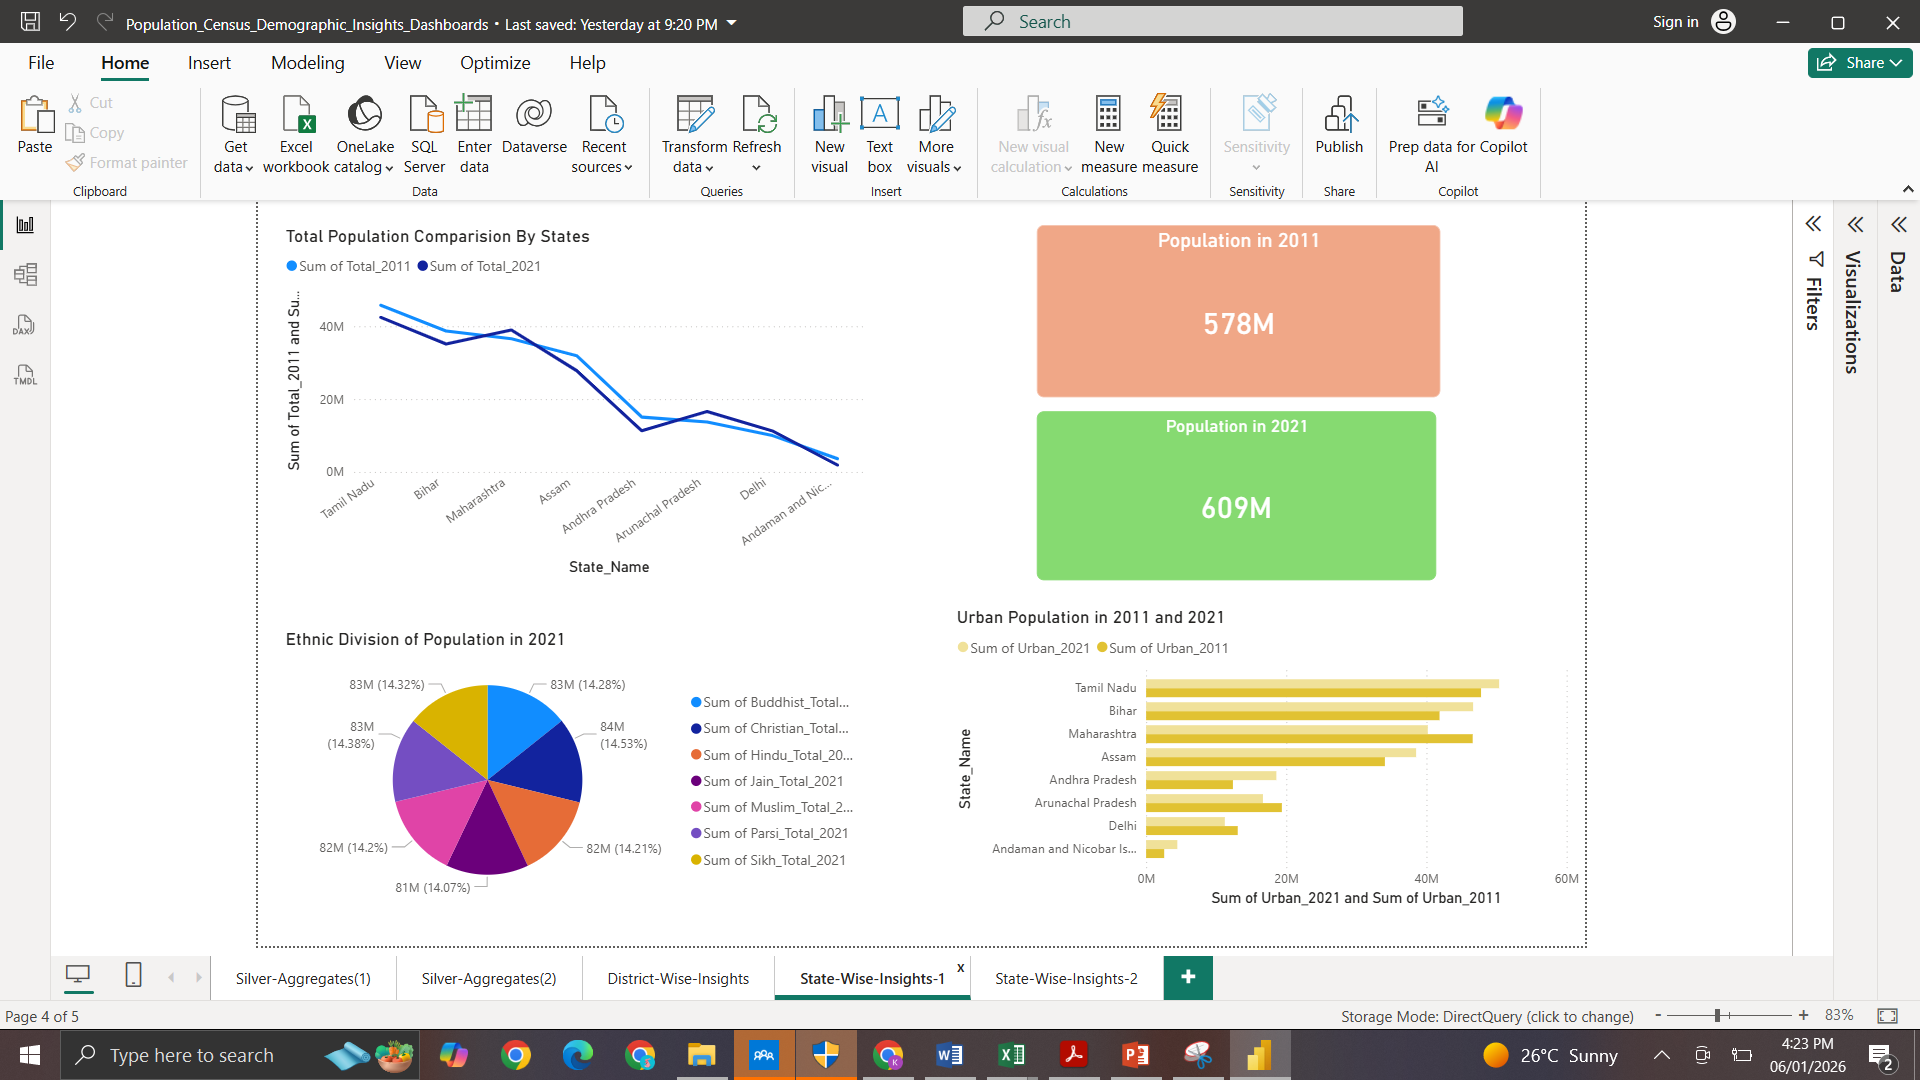 Population_Census_Demographic_Insights_Dashboards • Last saved: Yesterday at 9:20 PM
Search
Sign in
File Home Insert Modeling View Optimize Help
Share
Paste
Cut
Copy
Format painter
Clipboard
Get data
Excel workbook
OneLake catalog
SQL Server
Enter data
Dataverse
Recent sources
Data
Transform data
Refresh
Queries
New visual
Text box
More visuals
Insert
New visual calculation
New measure
Quick measure
Calculations
Sensitivity
Sensitivity
Publish
Share
Prep data for AI
Copilot
Copilot
DAX
TMDL
Total Population Comparision By States
Sum of Total_2011 Sum of Total_2021
Sum of Total_2011 and Su...
40M
20M
0M
Tamil Nadu
Bihar
Maharashtra
Assam
Andhra Pradesh
Arunachal Pradesh
Delhi
Andaman and Nic...
State_Name
Population in 2011
578M
Population in 2021
609M
Ethnic Division of Population in 2021
83M (14.32%)
83M (14.28%)
83M
(14.38%)
84M
(14.53%)
82M (14.2%)
82M (14.21%)
81M (14.07%)
Sum of Buddhist_Total...
Sum of Christian_Total...
Sum of Hindu_Total_20...
Sum of Jain_Total_2021
Sum of Muslim_Total_2...
Sum of Parsi_Total_2021
Sum of Sikh_Total_2021
Urban Population in 2011 and 2021
Sum of Urban_2021 Sum of Urban_2011
State_Name
Tamil Nadu
Bihar
Maharashtra
Assam
Andhra Pradesh
Arunachal Pradesh
Delhi
Andaman and Nicobar Is...
0M 20M 40M 60M
Sum of Urban_2021 and Sum of Urban_2011
Filters
Visualizations
Data
Silver-Aggregates(1)
Silver-Aggregates(2)
District-Wise-Insights
State-Wise-Insights-1 x
State-Wise-Insights-2
+
Page 4 of 5
Storage Mode: DirectQuery (click to change)
- + 83%
Type here to search
26°C Sunny
4:23 PM
06/01/2026
2